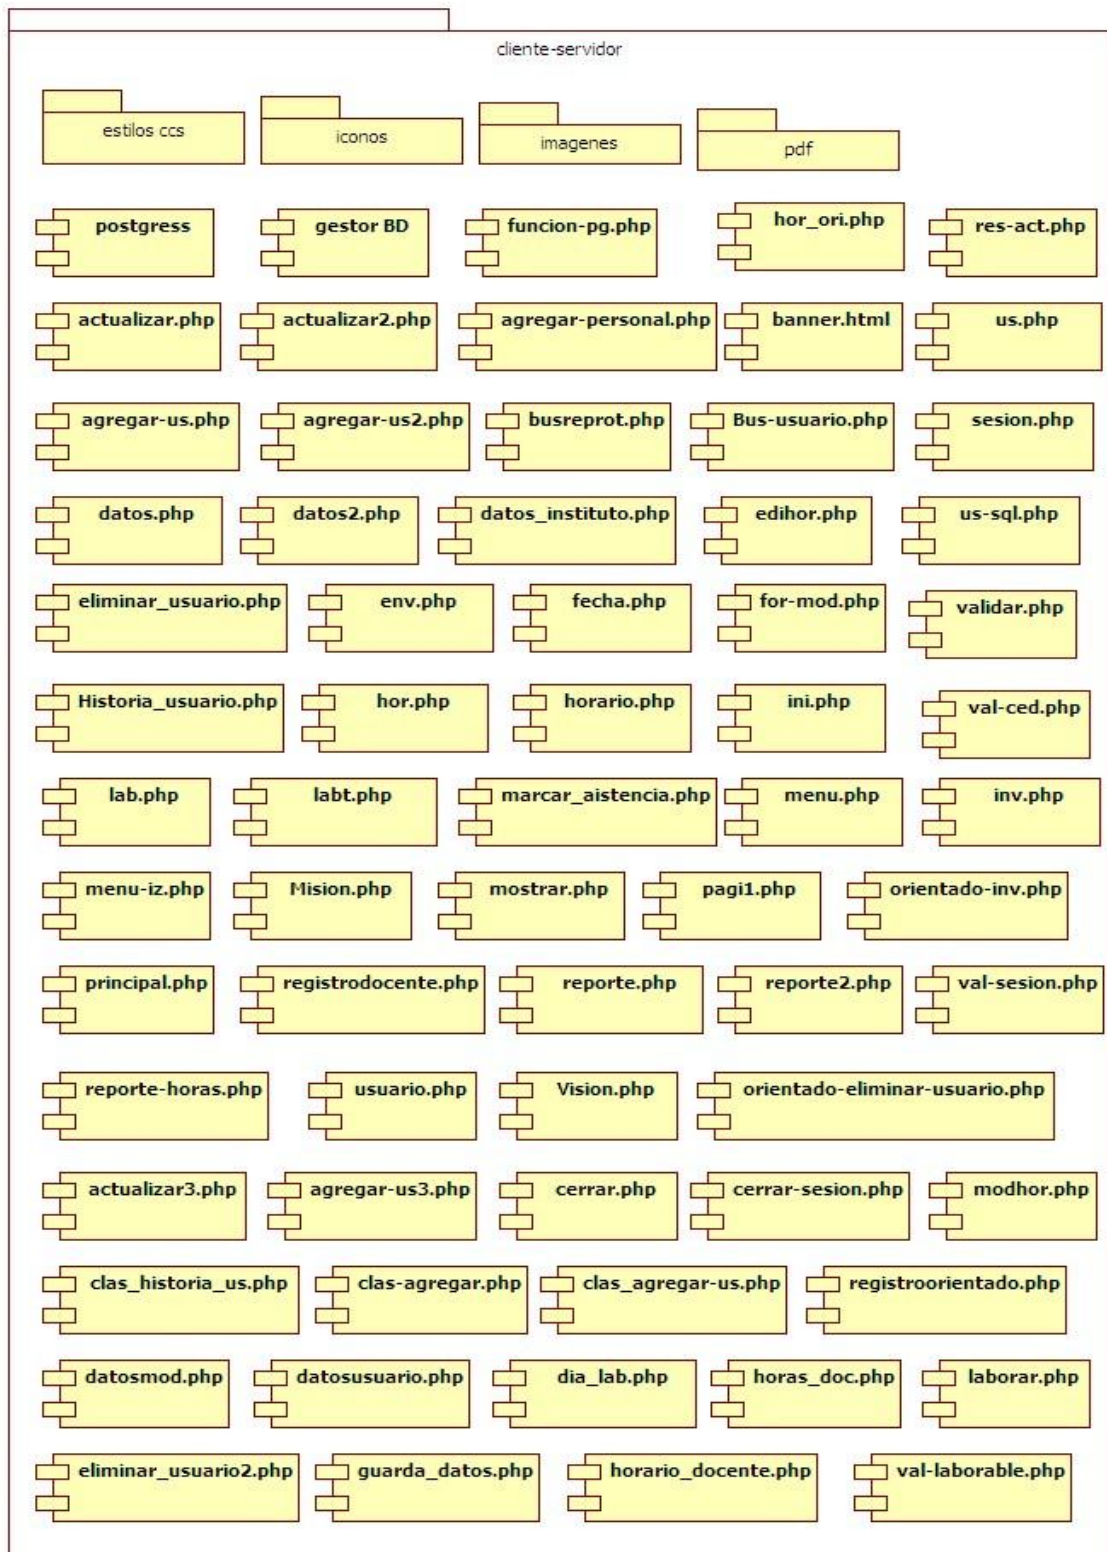 cliente-servidor
estilos ccs
iconos
imagenes
pdf
postgress
gestor BD
funcion-pg.php
hor_ori.php
res-act.php
actualizar.php
actualizar2.php
agregar-personal.php
banner.html
us.php
agregar-us.php
agregar-us2.php
busreprot.php
Bus-usuario.php
sesion.php
datos.php
datos2.php
datos_instituto.php
edihor.php
us-sql.php
eliminar_usuario.php
env.php
fecha.php
for-mod.php
validar.php
Historia_usuario.php
hor.php
horario.php
ini.php
val-ced.php
lab.php
labt.php
marcar_aistencia.php
menu.php
inv.php
menu-iz.php
Mision.php
mostrar.php
pagi1.php
orientado-inv.php
principal.php
registrodocente.php
reporte.php
reporte2.php
val-sesion.php
reporte-horas.php
usuario.php
Vision.php
orientado-eliminar-usuario.php
actualizar3.php
agregar-us3.php
cerrar.php
cerrar-sesion.php
modhor.php
clas_historia_us.php
clas-agregar.php
clas_agregar-us.php
registroorientado.php
datosmod.php
datosusuario.php
dia_lab.php
horas_doc.php
laborar.php
eliminar_usuario2.php
guarda_datos.php
horario_docente.php
val-laborable.php